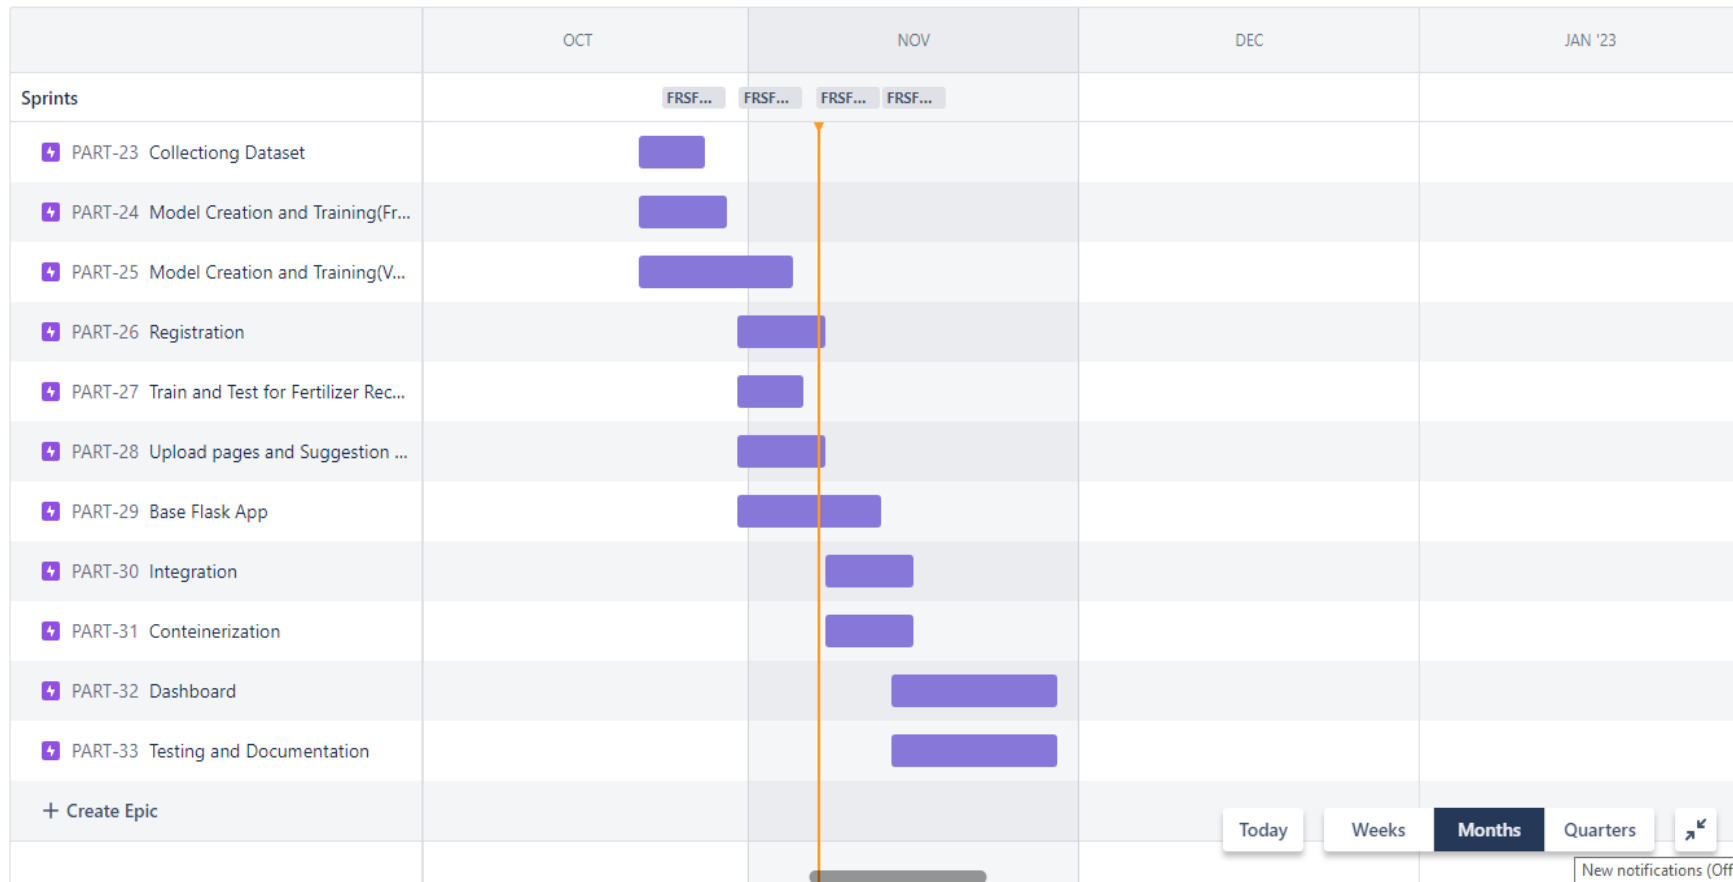 OCT NOV DEC JAN '23
Sprints FRSF... FRSF... FRSF... FRSF...
PART-23 Collectiong Dataset
PART-24 Model Creation and Training(Fr...
PART-25 Model Creation and Training(V...
PART-26 Registration
PART-27 Train and Test for Fertilizer Rec...
PART-28 Upload pages and Suggestion ...
PART-29 Base Flask App
PART-30 Integration
PART-31 Conteinerization
PART-32 Dashboard
PART-33 Testing and Documentation
+ Create Epic
Today Weeks Months Quarters
New notifications (Off